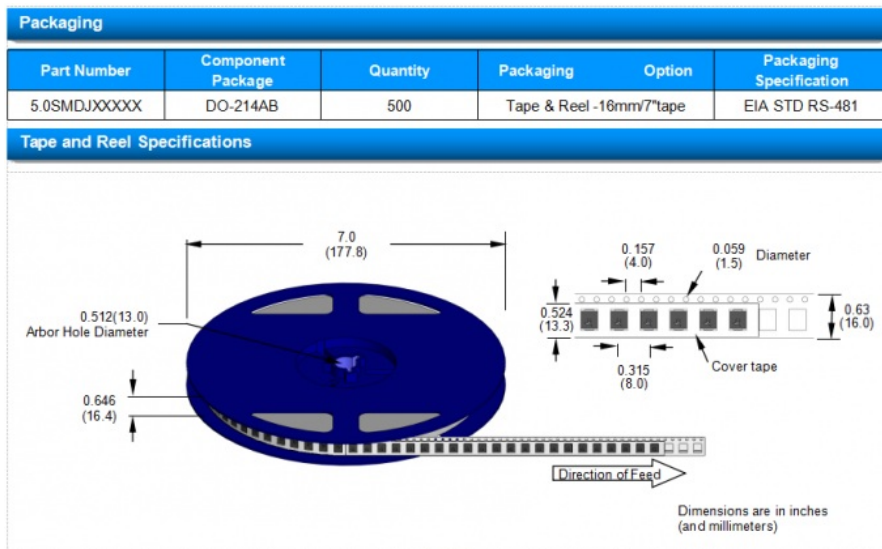 Packaging
Part Number Component Package Quantity Packaging Option Packaging Specification
5.0SMDJXXXXX DO-214AB 500 Tape & Reel -16mm/7"tape EIA STD RS-481
Tape and Reel Specifications
7.0
(177.8)
0.157
(4.0)
0.059
(1.5)
Diameter
0.512(13.0)
Arbor Hole Diameter
0.524
(13.3)
0.63
(16.0)
0.315
(8.0)
Cover tape
0.646
(16.4)
Direction of Feed
Dimensions are in inches
(and millimeters)